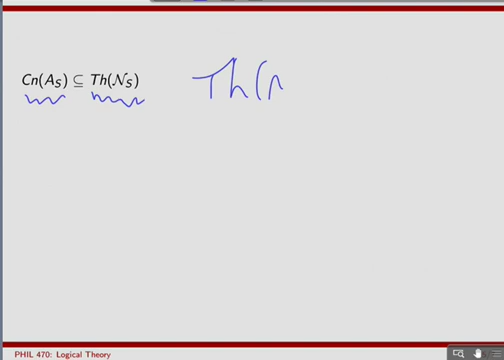 Cn(A_S) ⊆ Th(𝒩_S)
Th(n
PHIL 470: Logical Theory